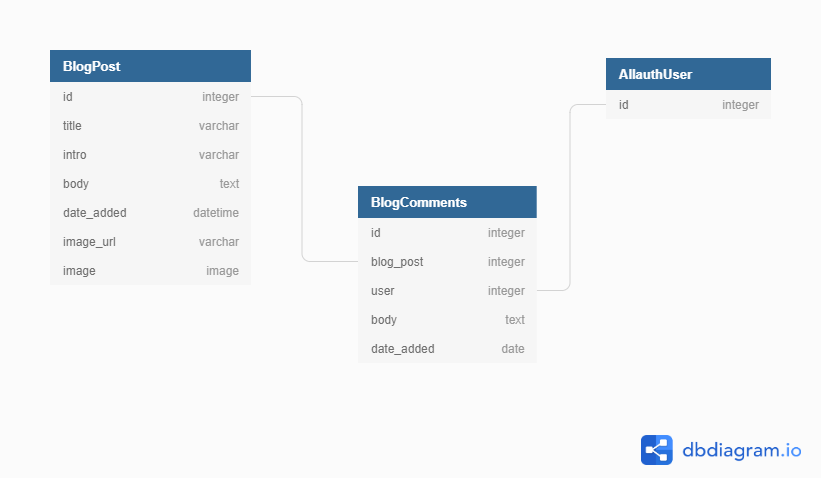 BlogPost
id integer
title varchar
intro varchar
body text
date_added datetime
image_url varchar
image image
BlogComments
id integer
blog_post integer
user integer
body text
date_added date
AllauthUser
id integer
dbdiagram.io